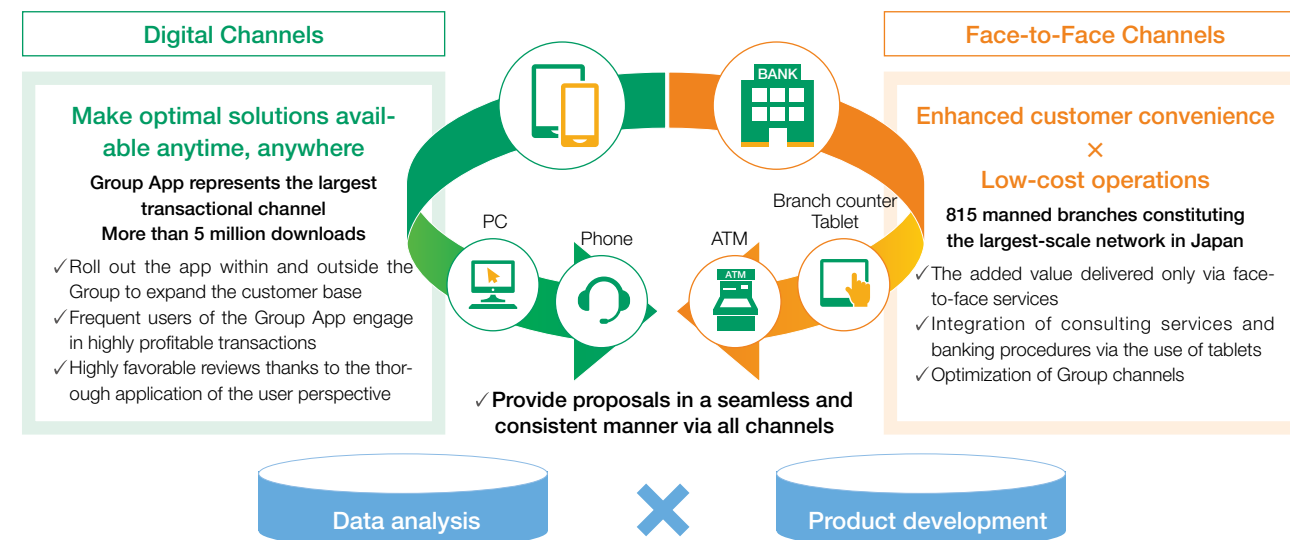 Digital Channels
Make optimal solutions avail-
able anytime, anywhere
Group App represents the largest
transactional channel
More than 5 million downloads
✓Roll out the app within and outside the
Group to expand the customer base
✓Frequent users of the Group App engage
in highly profitable transactions
✓Highly favorable reviews thanks to the thor-
ough application of the user perspective
BANK
PC
Phone
ATM
Branch counter
Tablet
ATM
✓Provide proposals in a seamless and
consistent manner via all channels
Face-to-Face Channels
Enhanced customer convenience
×
Low-cost operations
815 manned branches constituting
the largest-scale network in Japan
✓The added value delivered only via face-
to-face services
✓Integration of consulting services and
banking procedures via the use of tablets
✓Optimization of Group channels
Data analysis
×
Product development